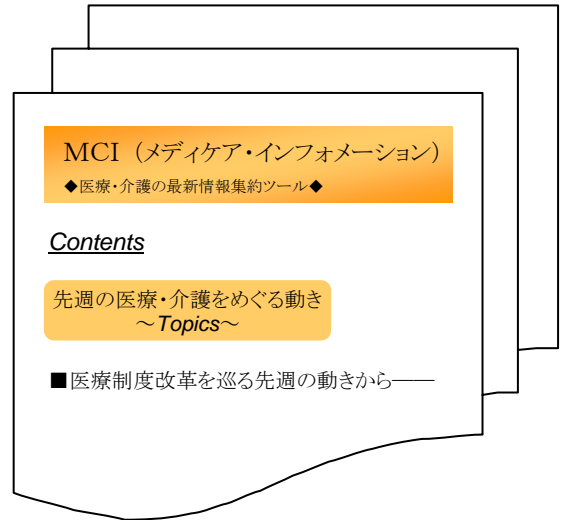 MCI（メディケア・インフォメーション）
◆医療・介護の最新情報集約ツール◆
Contents
先週の医療・介護をめぐる動き
～Topics～
■医療制度改革を巡る先週の動きから――